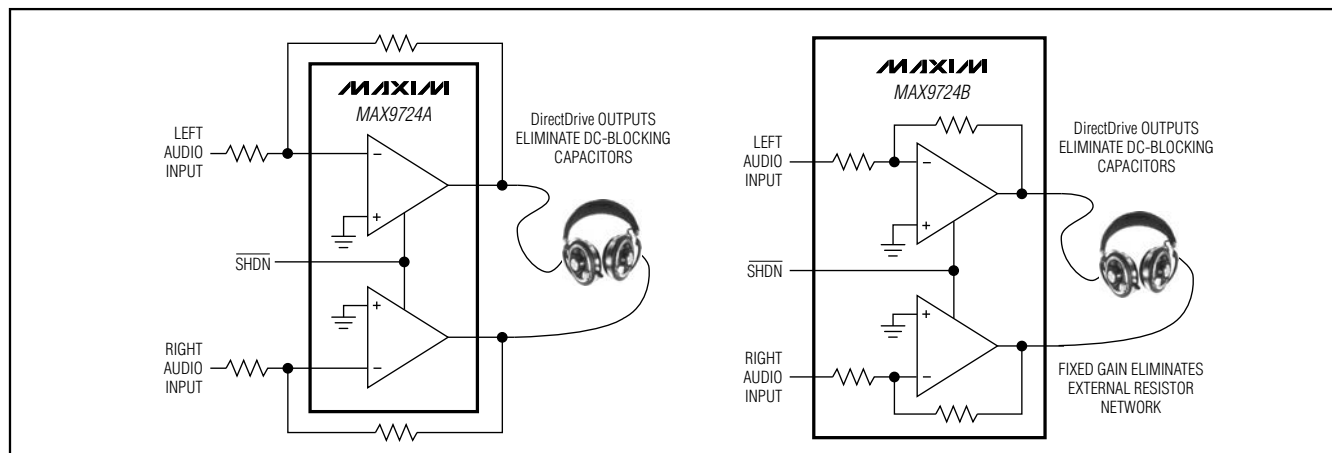 MAXIM
MAX9724A
LEFT
AUDIO
INPUT
DirectDrive OUTPUTS
ELIMINATE DC-BLOCKING
CAPACITORS
−
+
SHDN
+
−
RIGHT
AUDIO
INPUT
MAXIM
MAX9724B
LEFT
AUDIO
INPUT
DirectDrive OUTPUTS
ELIMINATE DC-BLOCKING
CAPACITORS
−
+
SHDN
+
−
RIGHT
AUDIO
INPUT
FIXED GAIN ELIMINATES
EXTERNAL RESISTOR
NETWORK